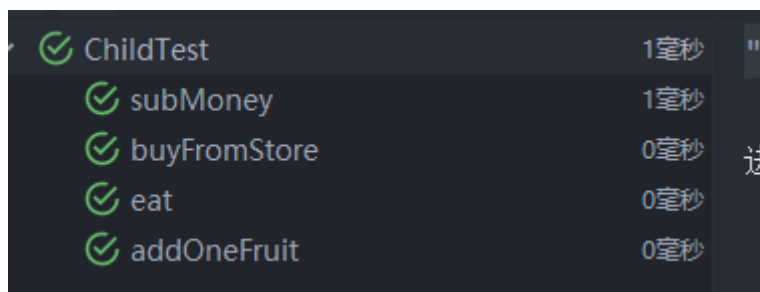 ChildTest 1毫秒 "
subMoney 1毫秒
buyFromStore 0毫秒
eat 0毫秒
addOneFruit 0毫秒